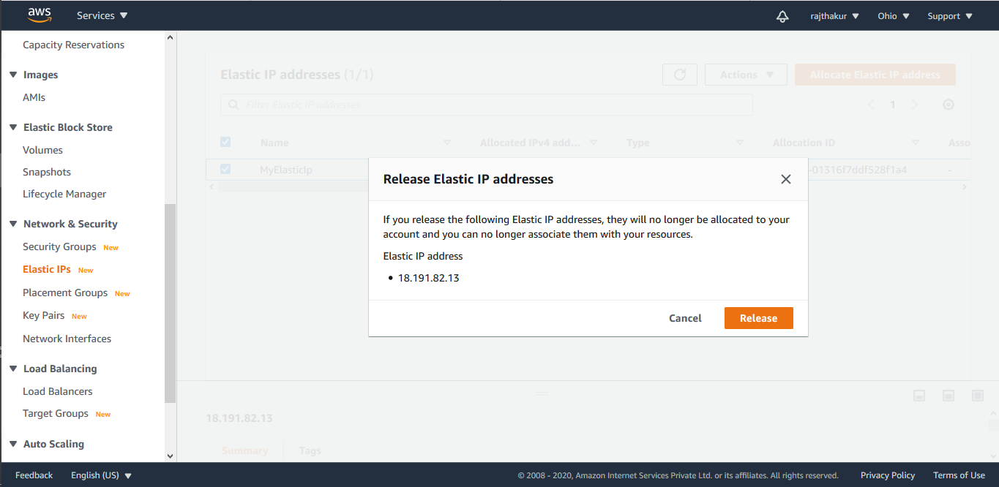 aws
Services
rajthakur
Ohio
Support
Capacity Reservations
Images
AMIs
Elastic Block Store
Volumes
Snapshots
Lifecycle Manager
Network & Security
Security Groups New
Elastic IPs New
Placement Groups New
Key Pairs New
Network Interfaces
Load Balancing
Load Balancers
Target Groups New
Auto Scaling
Elastic IP addresses (1/1)
Actions
Allocate Elastic IP address
Filter Elastic IP addresses
1
Name
Allocated IPv4 add...
Type
Allocation ID
Asso
MyElasticIp
-01316f7ddf528f1a4
-
Release Elastic IP addresses
If you release the following Elastic IP addresses, they will no longer be allocated to your
account and you can no longer associate them with your resources.
Elastic IP address
• 18.191.82.13
Cancel
Release
18.191.82.13
Summary
Tags
Feedback
English (US)
© 2008 - 2020, Amazon Internet Services Private Ltd. or its affiliates. All rights reserved.
Privacy Policy
Terms of Use